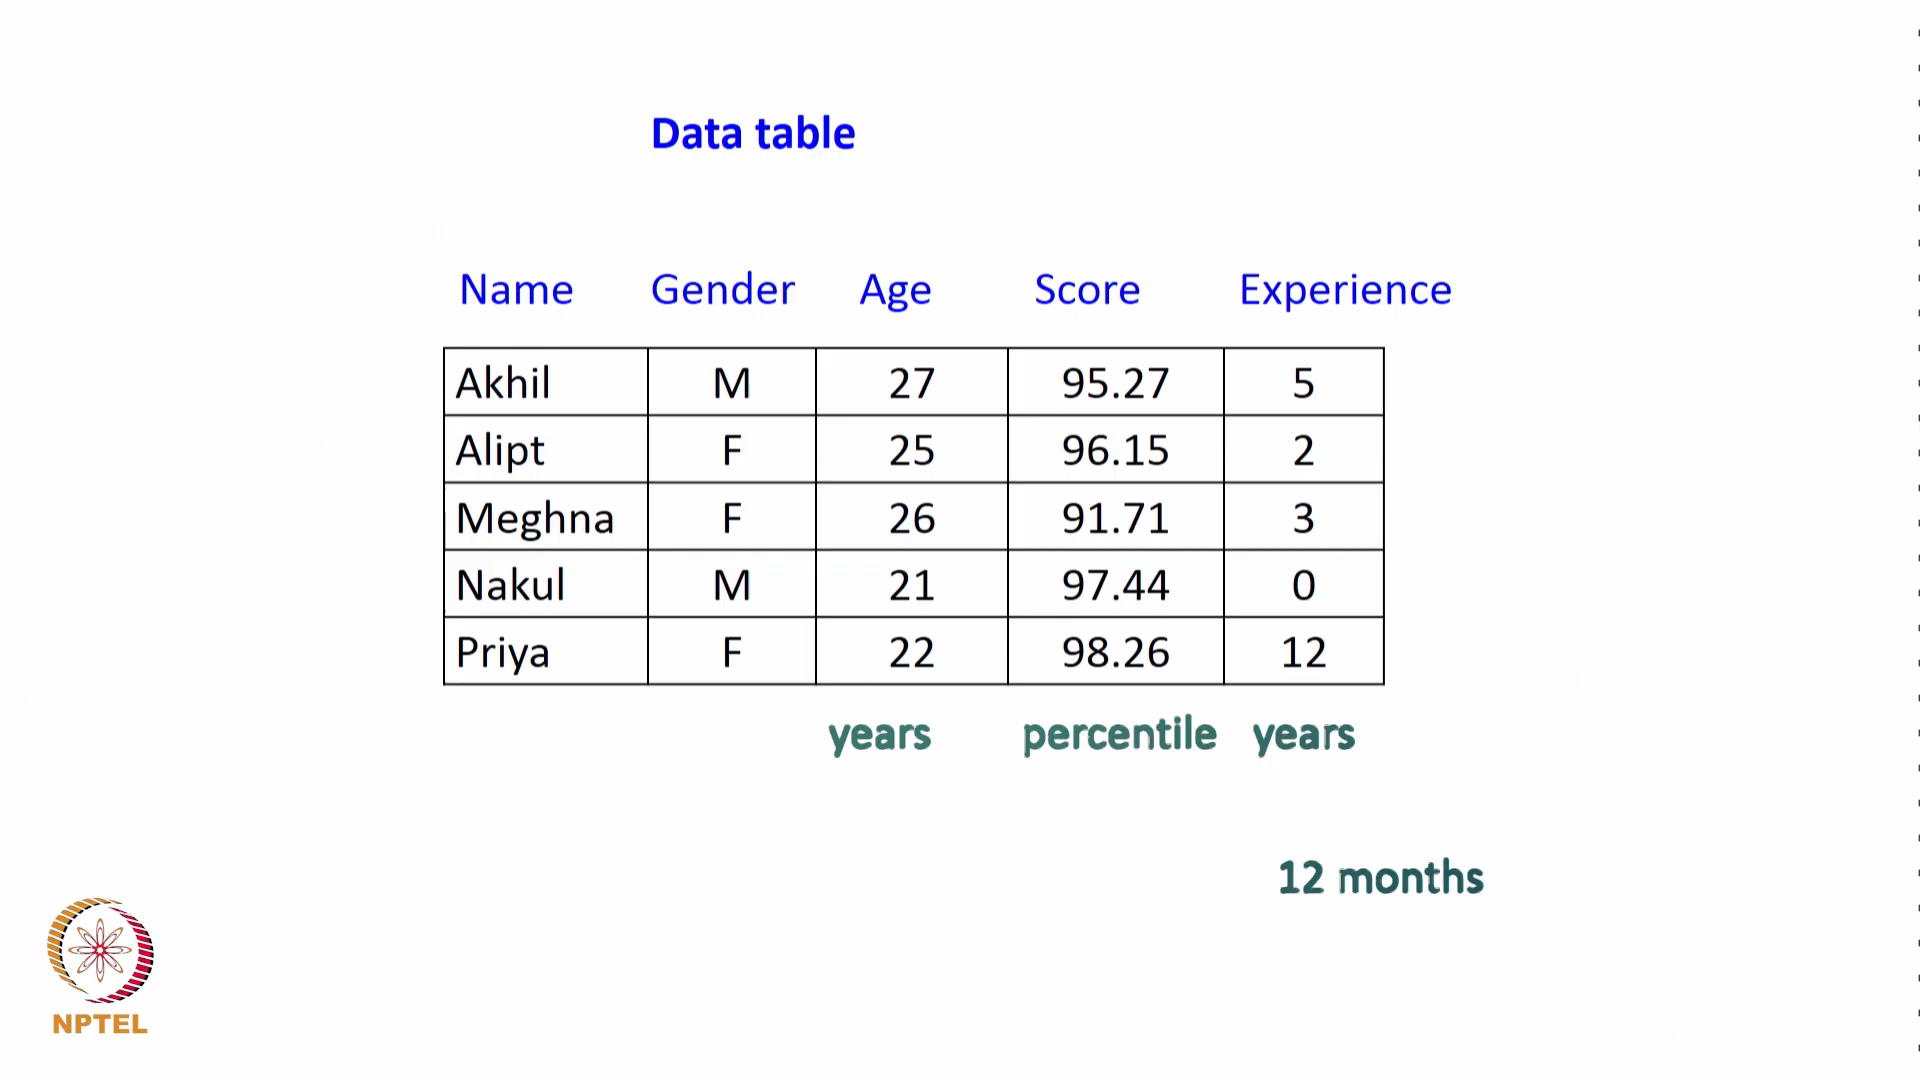 Data table
Name Gender Age Score Experience
Akhil M 27 95.27 5
Alipt F 25 96.15 2
Meghna F 26 91.71 3
Nakul M 21 97.44 0
Priya F 22 98.26 12
years percentile years
12 months
NPTEL